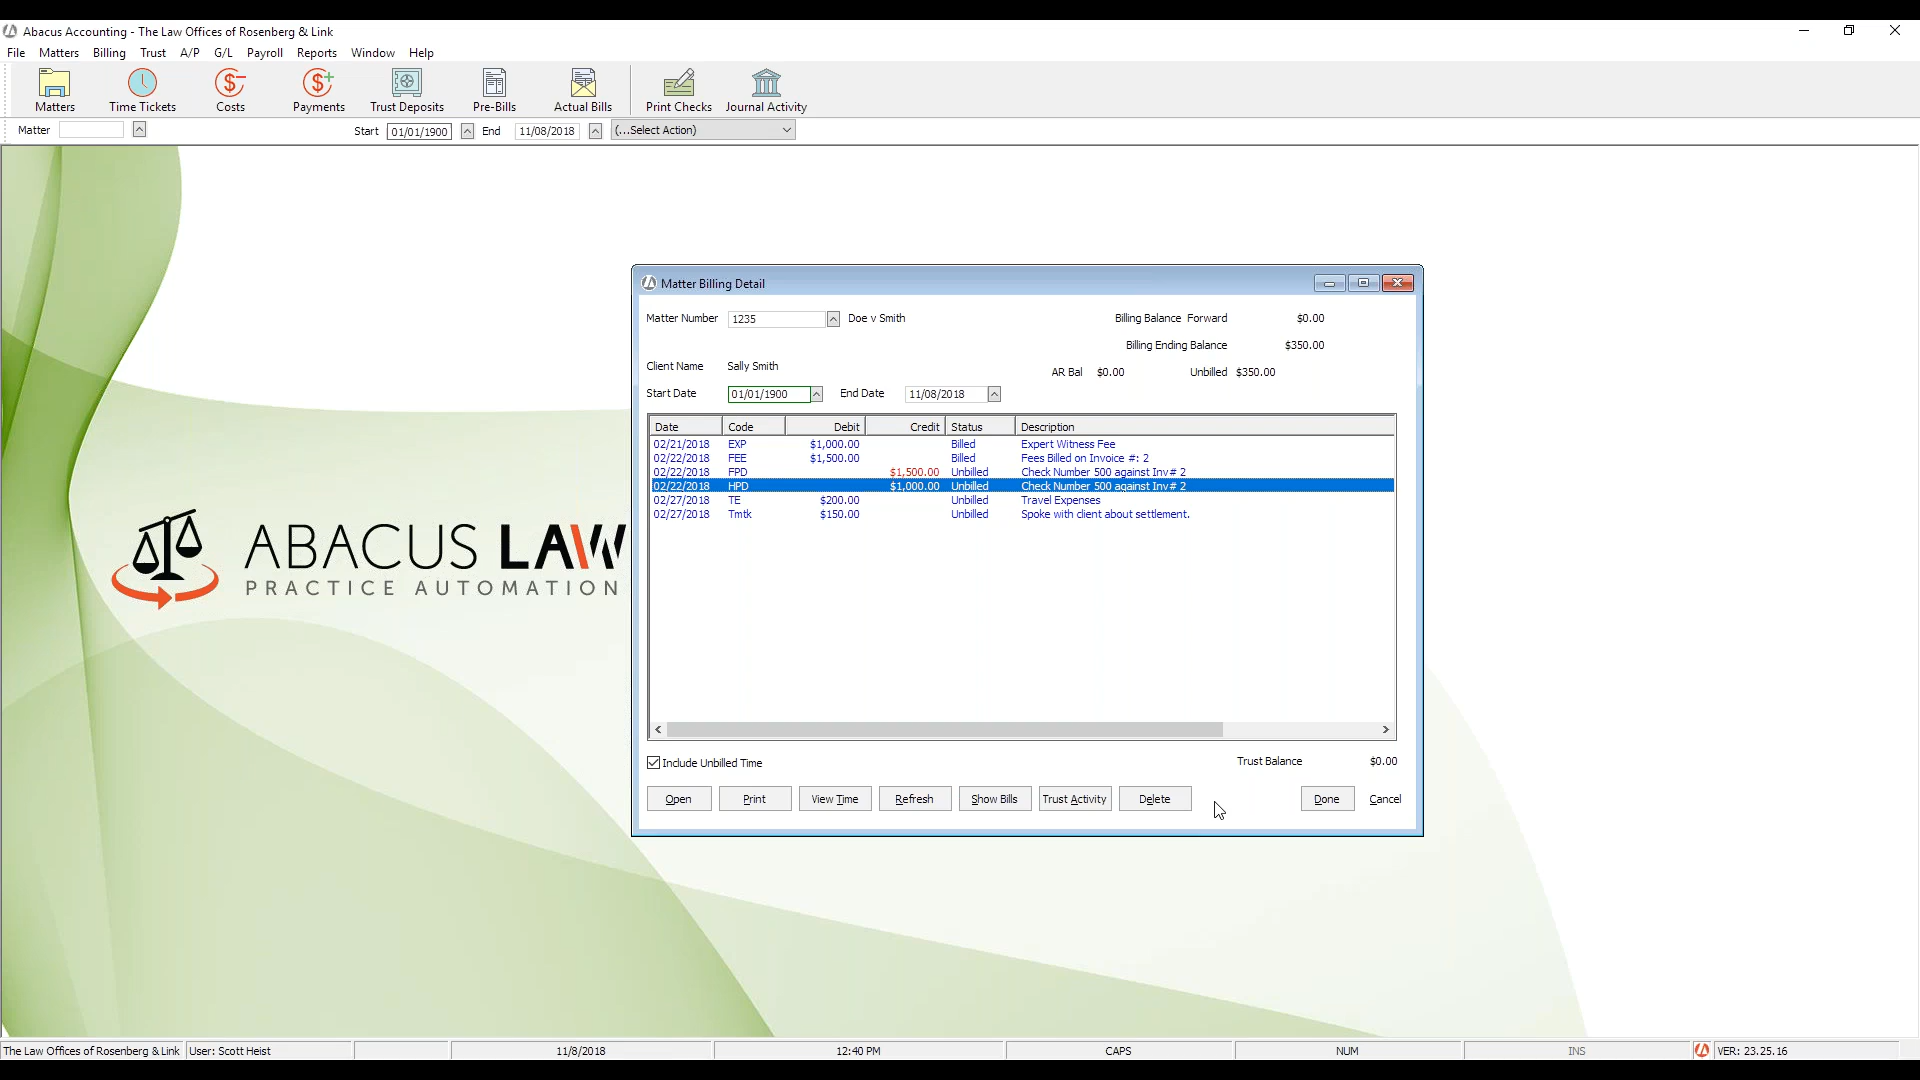 Abacus Accounting - The Law Offices of Rosenberg & Link
File Matters Billing Trust A/P G/L Payroll Reports Window Help
Matters Time Tickets Costs Payments Trust Deposits Pre-Bills Actual Bills Print Checks Journal Activity
Matter Start 01/01/1900 End 11/08/2018 (...Select Action)
Matter Billing Detail
Matter Number 1235 Doe v Smith Billing Balance Forward $0.00
Billing Ending Balance $350.00
Client Name Sally Smith AR Bal $0.00 Unbilled $350.00
Start Date 01/01/1900 End Date 11/08/2018
Date Code Debit Credit Status Description
02/21/2018 EXP $1,000.00 Billed Expert Witness Fee
02/22/2018 FEE $1,500.00 Billed Fees Billed on Invoice #: 2
02/22/2018 FPD $1,500.00 Unbilled Check Number 500 against Inv# 2
02/22/2018 HPD $1,000.00 Unbilled Check Number 500 against Inv# 2
02/27/2018 TE $200.00 Unbilled Travel Expenses
02/27/2018 Tmtk $150.00 Unbilled Spoke with client about settlement.
ABACUS LAW
PRACTICE AUTOMATION
Include Unbilled Time Trust Balance $0.00
Open Print View Time Refresh Show Bills Trust Activity Delete Done Cancel
The Law Offices of Rosenberg & Link User: Scott Heist 11/8/2018 12:40 PM CAPS NUM INS VER: 23.25.16